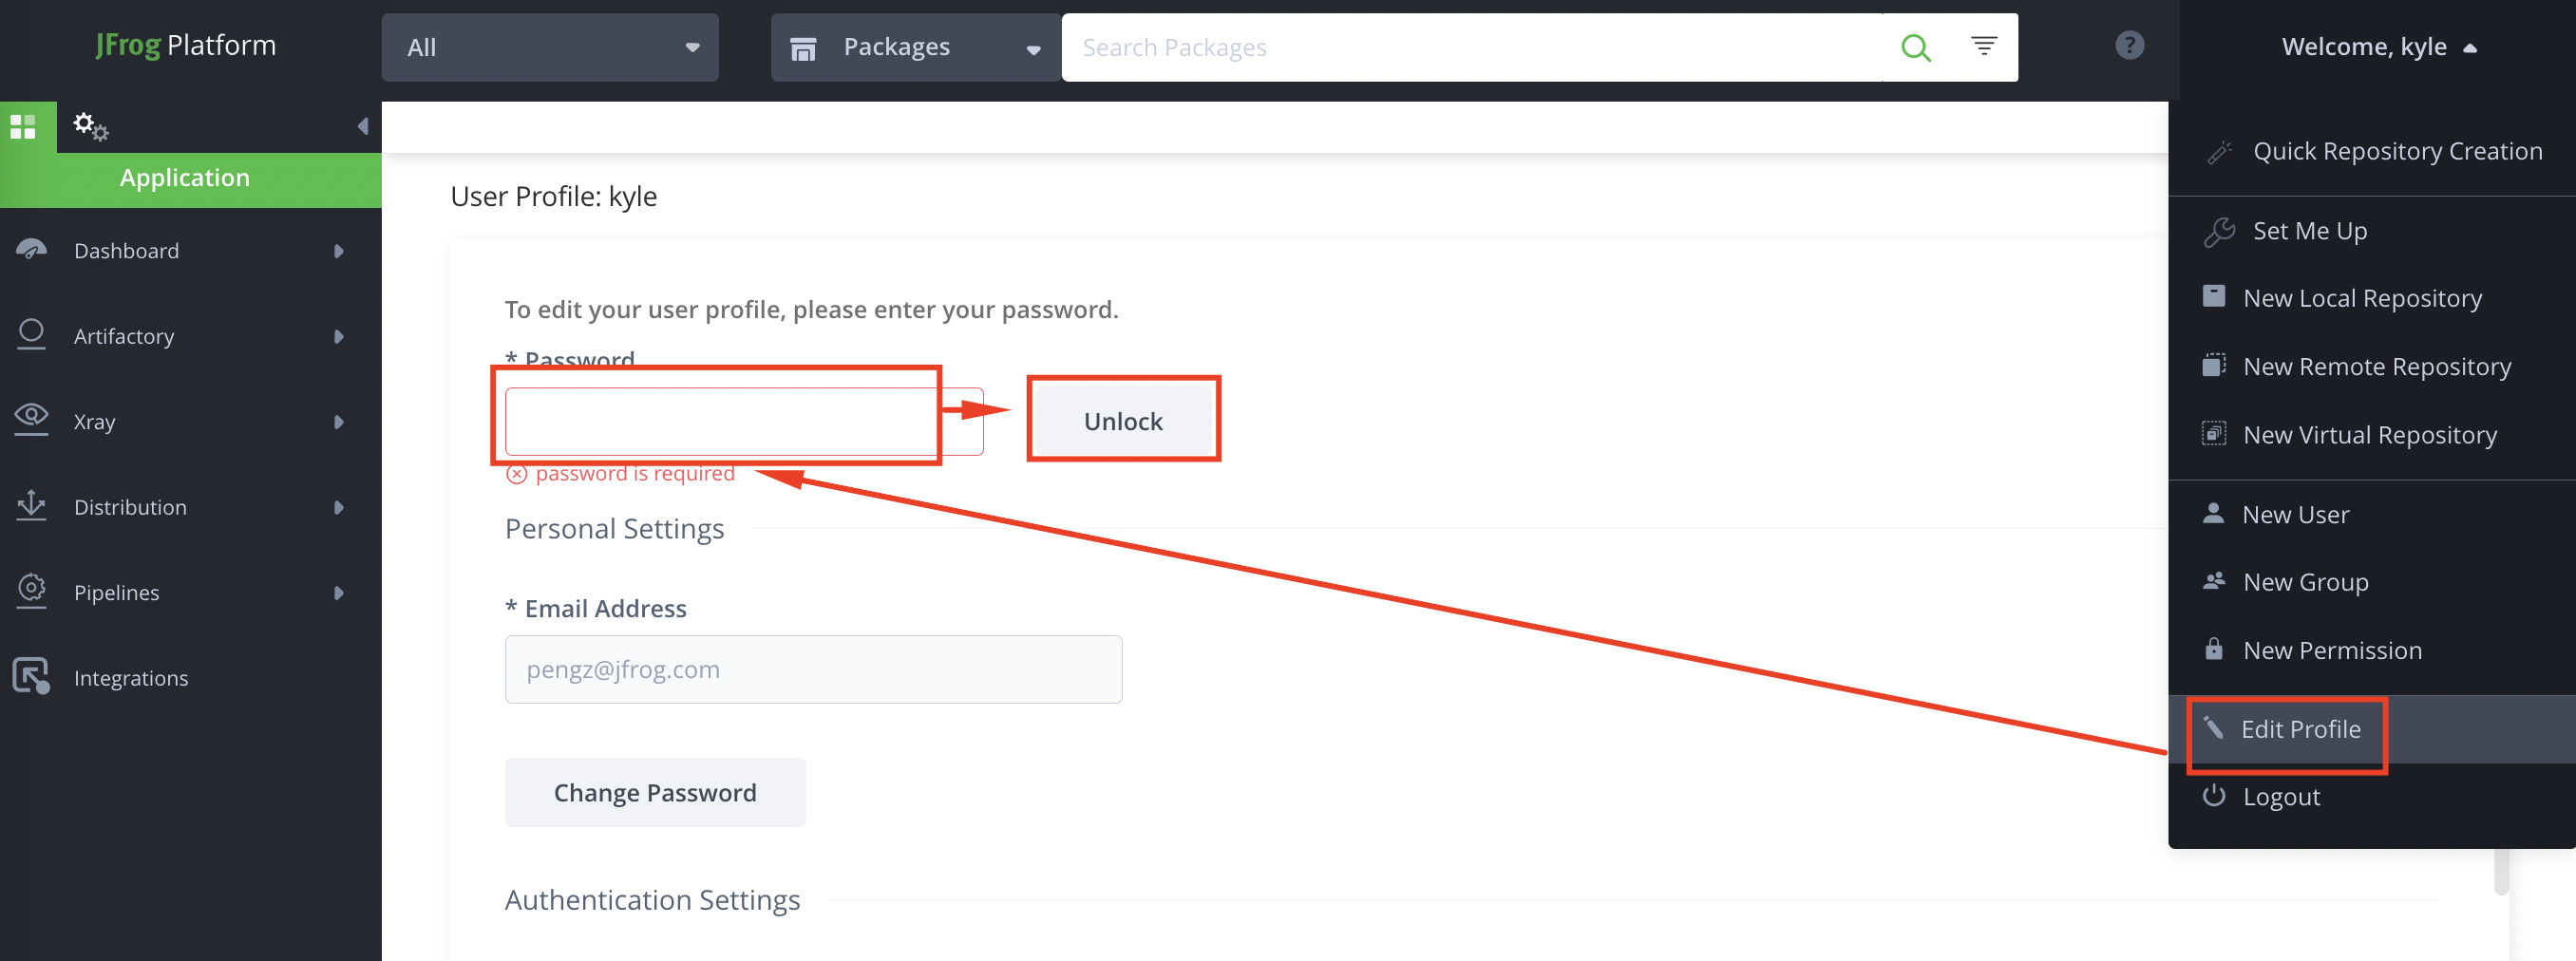 JFrog Platform
All
Packages
Search Packages
?
Welcome, kyle
Application
Dashboard
Artifactory
Xray
Distribution
Pipelines
Integrations
User Profile: kyle
To edit your user profile, please enter your password.
* Password
Unlock
password is required
Personal Settings
* Email Address
pengz@jfrog.com
Change Password
Authentication Settings
Quick Repository Creation
Set Me Up
New Local Repository
New Remote Repository
New Virtual Repository
New User
New Group
New Permission
Edit Profile
Logout